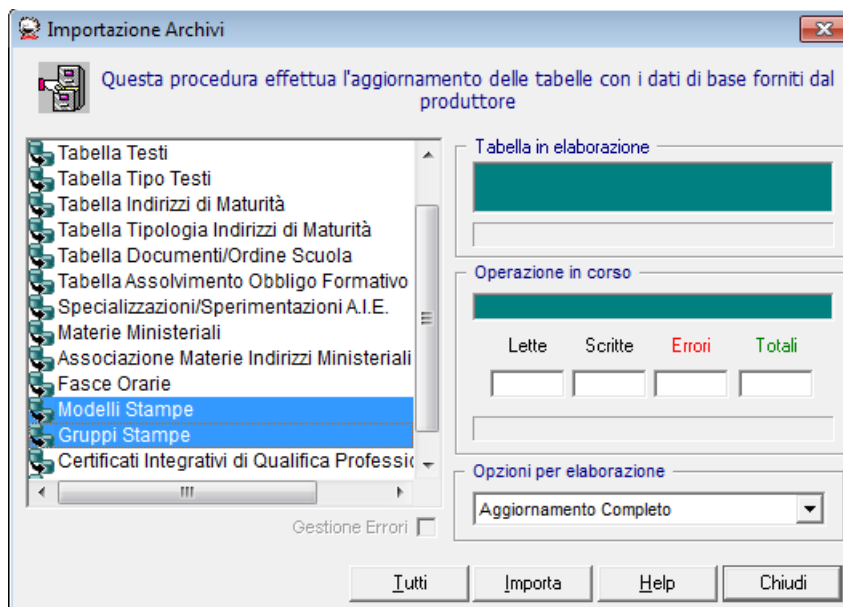 Importazione Archivi
Questa procedura effettua l'aggiornamento delle tabelle con i dati di base forniti dal
produttore
Tabella Testi
Tabella Tipo Testi
Tabella Indirizzi di Maturità
Tabella Tipologia Indirizzi di Maturità
Tabella Documenti/Ordine Scuola
Tabella Assolvimento Obbligo Formativo
Specializzazioni/Sperimentazioni A.I.E.
Materie Ministeriali
Associazione Materie Indirizzi Ministeriali
Fasce Orarie
Modelli Stampe
Gruppi Stampe
Certificati Integrativi di Qualifica Professi
Gestione Errori
Tabella in elaborazione
Operazione in corso
Lette Scritte Errori Totali
Opzioni per elaborazione
Aggiornamento Completo
Tutti Importa Help Chiudi